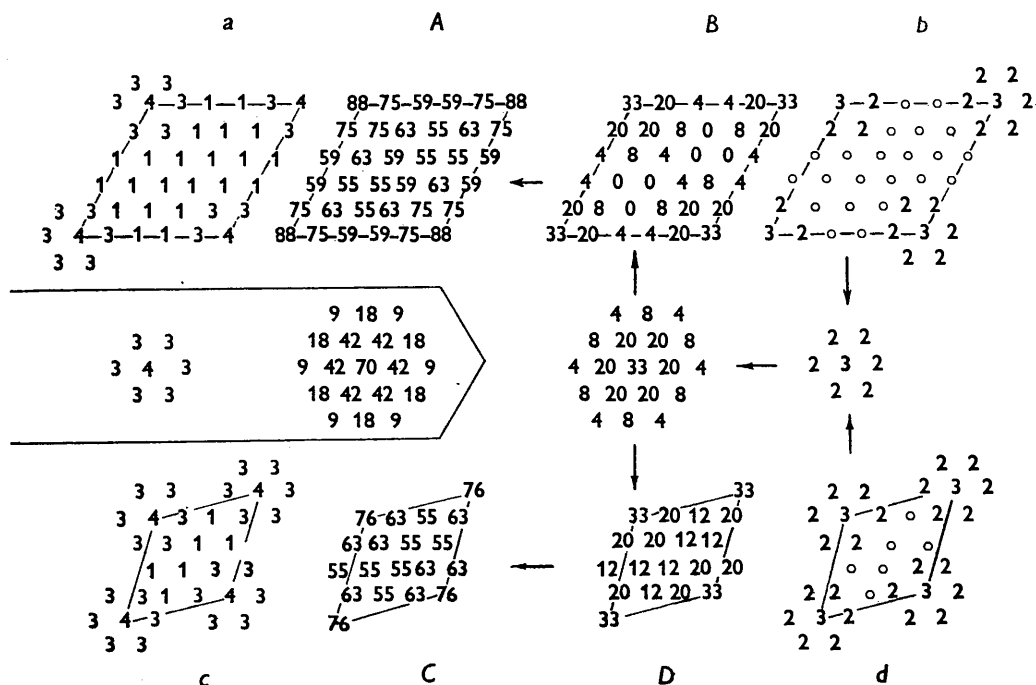 a A B b
3 3 2 2
3 4–3–1–1–3–4 88–75–59–59–75–88 33–20–4–4–20–33 3–2–o–o–2–3 2
3 3 1 1 1 3 75 75 63 55 63 75 20 20 8 0 8 20 2 2 o o o 2 2
1 1 1 1 1 1 59 63 59 55 55 59 4 8 4 0 0 4 o o o o o o
1 1 1 1 1 1 59 55 55 59 63 59 4 0 0 4 8 4 o o o o o o
3 3 1 1 1 3 3 75 63 55 63 75 75 20 8 0 8 20 20 2 o o o 2 2 2
3 4–3–1–1–3–4 88–75–59–59–75–88 33–20–4–4–20–33 3–2–o–o–2–3 2
3 3 2 2
9 18 9 4 8 4
3 3 18 42 42 18 8 20 20 8 2 2
3 4 3 9 42 70 42 9 4 20 33 20 4 2 3 2
3 3 18 42 42 18 8 20 20 8 2 2
9 18 9 4 8 4
3 3 2 2
3 3 3 4 3 76 33 2 2 2 3 2
3 4 3 1 3 3 76 63 55 63 33 20 12 20 2 3 2 o 2 2
3 3 1 1 63 63 55 55 20 20 12 12 2 2 o o
1 1 3 3 55 55 55 63 63 12 12 12 20 20 2 o o 2 2
3 3 1 3 4 3 63 55 63 76 20 12 20 33 2 2 o 2 3 2
3 4 3 3 3 76 33 2 3 2 2 2
3 3 2 2
c C D d